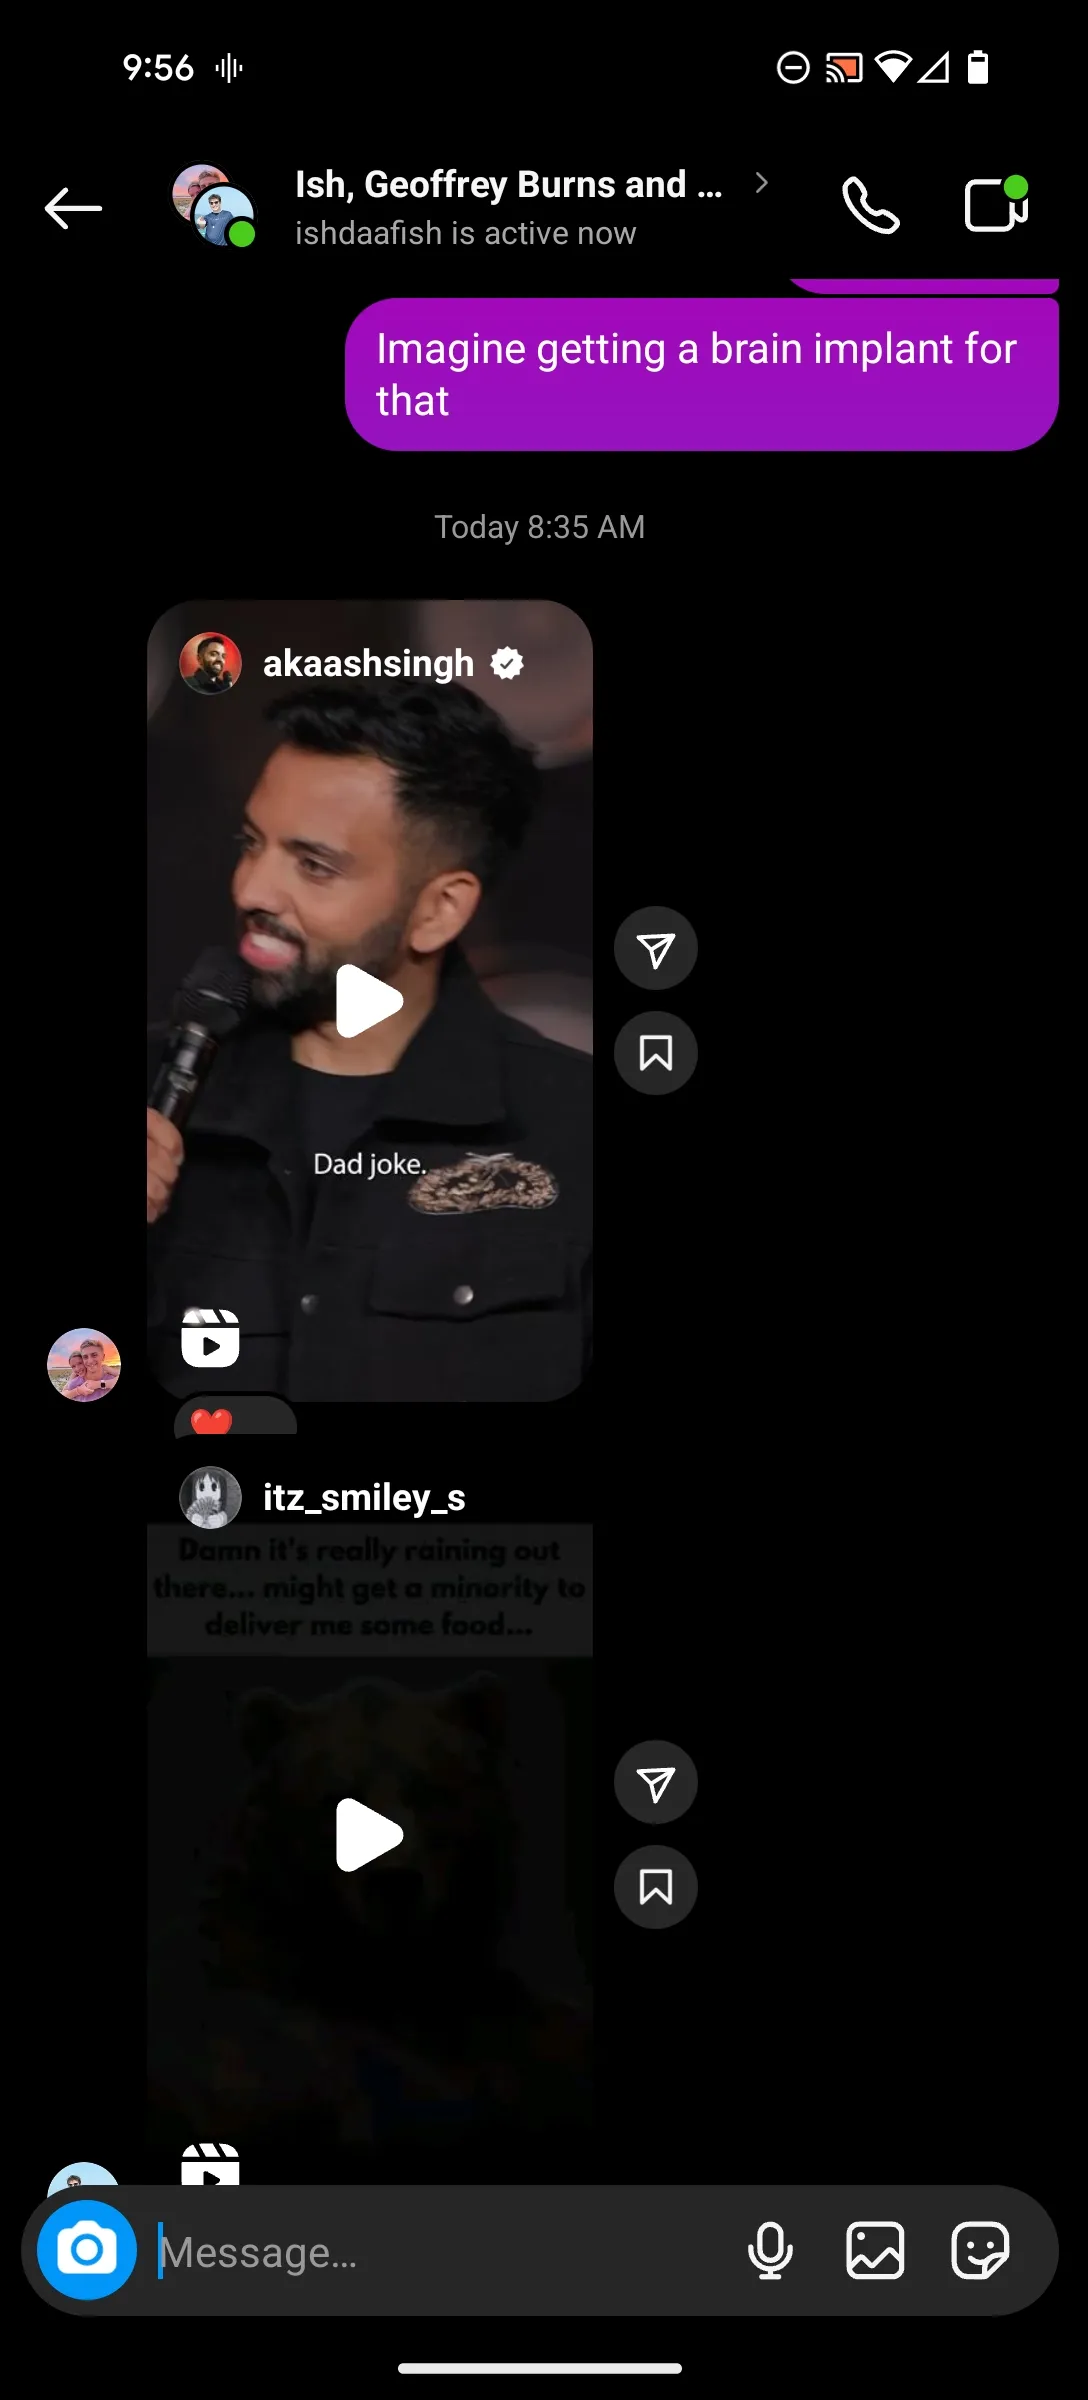 9:56
Ish, Geoffrey Burns and ...
ishdaafish is active now
Imagine getting a brain implant for
that
Today 8:35 AM
akaashsingh
Dad joke.
itz_smiley_s
Damn it's really raining out
there... might get a minority to
deliver me some food...
Message...